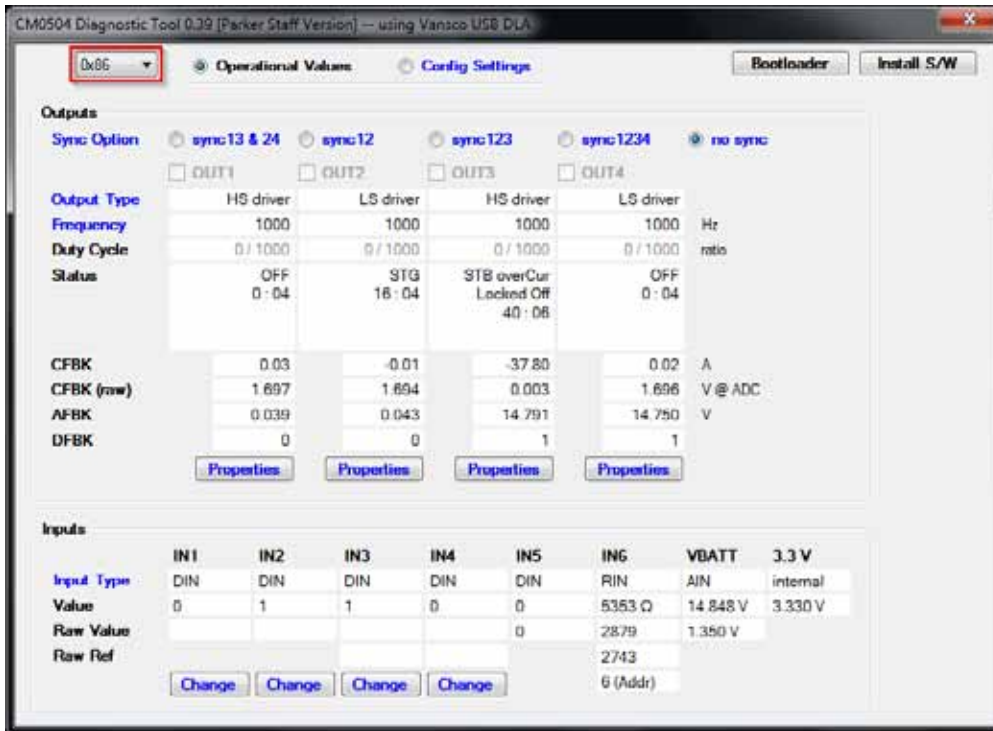 CM0504 Diagnostic Tool 0.39 [Parker Staff Version] -- using Vansco USB DLA
0x86 Operational Values Config Settings Bootloader Install S/W
Outputs
Sync Option sync13 & 24 sync12 sync123 sync1234 no sync
OUT1 OUT2 OUT3 OUT4
Output Type HS driver LS driver HS driver LS driver
Frequency 1000 1000 1000 1000 Hz
Duty Cycle 0 / 1000 0 / 1000 0 / 1000 0 / 1000 ratio
Status OFF STG STB overCur OFF
0 : 04 16 : 04 Locked Off 0 : 04
40 : 06
CFBK 0.03 -0.01 -37.80 0.02 A
CFBK (raw) 1.697 1.694 0.003 1.696 V @ ADC
AFBK 0.039 0.043 14.791 14.750 V
DFBK 0 0 1 1
Properties Properties Properties Properties
Inputs
IN1 IN2 IN3 IN4 IN5 IN6 VBATT 3.3 V
Input Type DIN DIN DIN DIN DIN RIN AIN internal
Value 0 1 1 0 0 5353 Ω 14.848 V 3.330 V
Raw Value 0 2879 1.350 V
Raw Ref 2743
Change Change Change Change 6 (Addr)